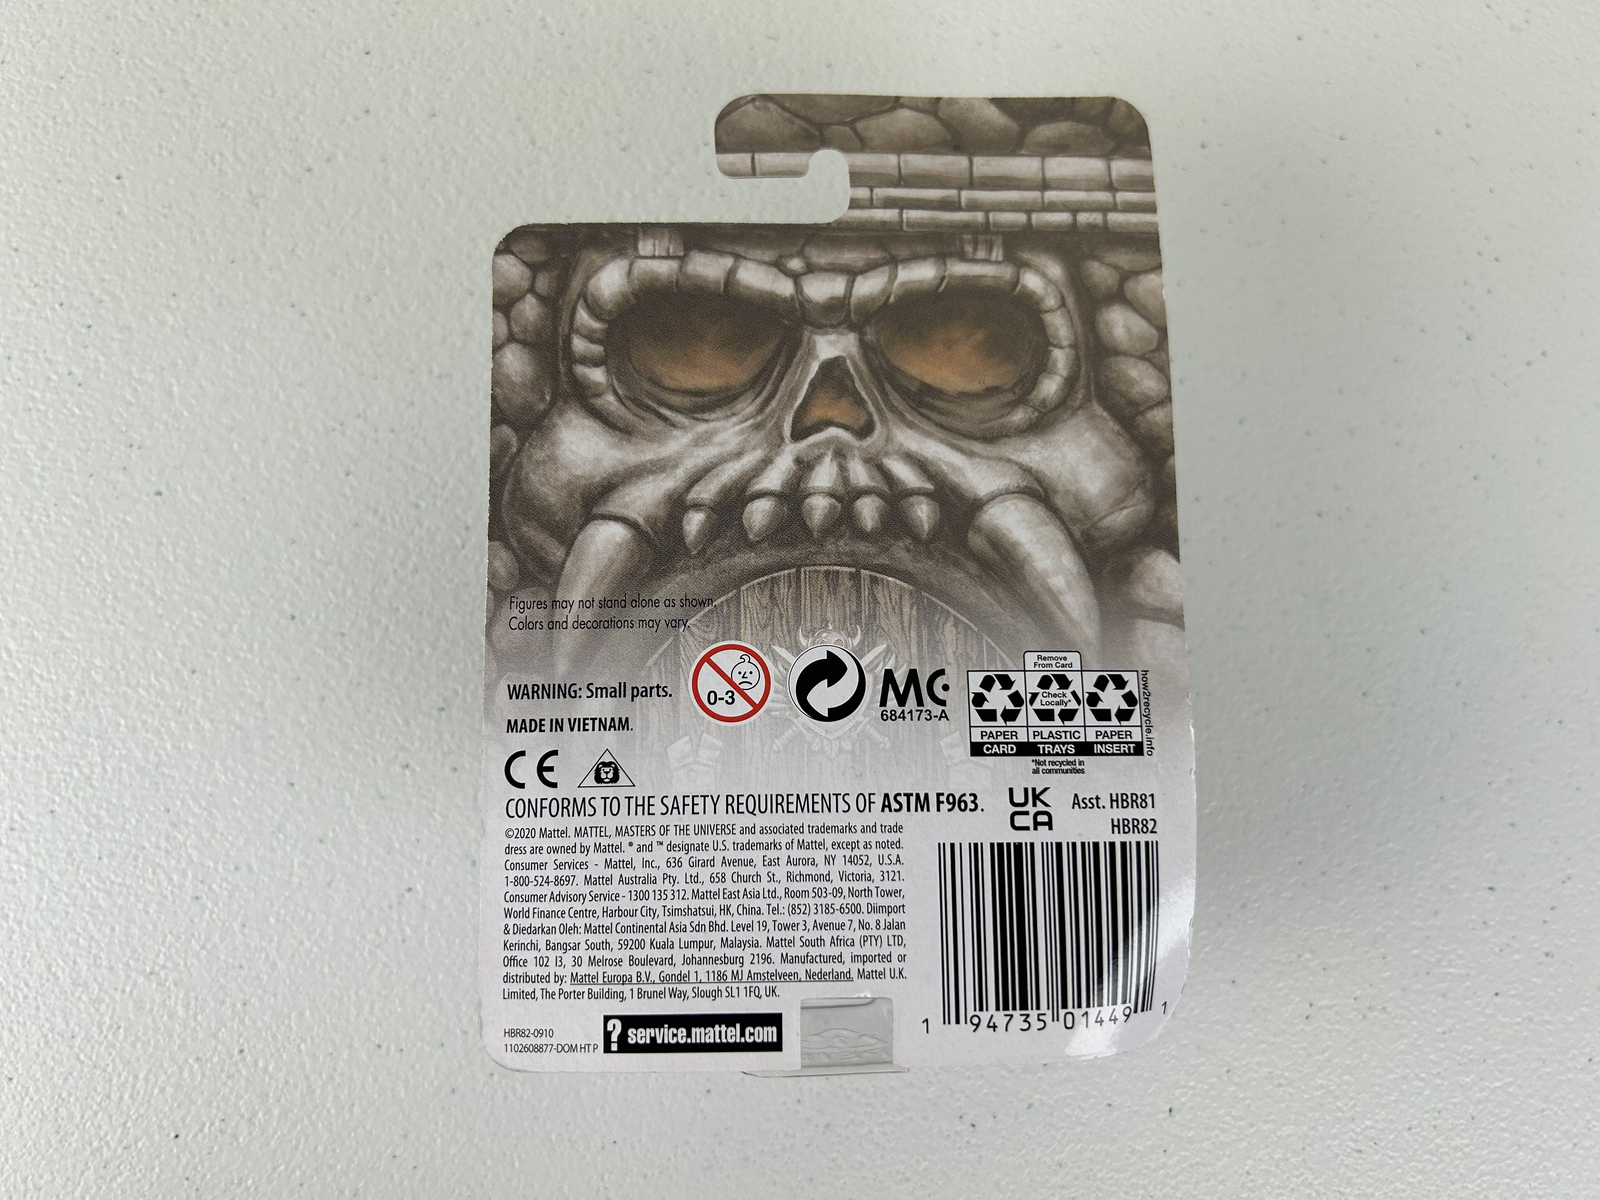 Figures may not stand alone as shown.
Colors and decorations may vary.
WARNING: Small parts.
0-3
MC
684173-A
Remove
From Card
Check
Locally*
PAPER
PLASTIC
PAPER
CARD
TRAYS
INSERT
*Not recycled in
all communities
how2recycle.info
MADE IN VIETNAM.
CE
CONFORMS TO THE SAFETY REQUIREMENTS OF ASTM F963.
UK
CA
Asst. HBR81
HBR82
©2020 Mattel. MATTEL, MASTERS OF THE UNIVERSE and associated trademarks and trade
dress are owned by Mattel. ® and ™ designate U.S. trademarks of Mattel, except as noted.
Consumer Services - Mattel, Inc., 636 Girard Avenue, East Aurora, NY 14052, U.S.A.
1-800-524-8697. Mattel Australia Pty. Ltd., 658 Church St., Richmond, Victoria, 3121.
Consumer Advisory Service - 1300 135 312. Mattel East Asia Ltd., Room 503-09, North Tower,
World Finance Centre, Harbour City, Tsimshatsui, HK, China. Tel.: (852) 3185-6500. Diimport
& Diedarkan Oleh: Mattel Continental Asia Sdn Bhd. Level 19, Tower 3, Avenue 7, No. 8 Jalan
Kerinchi, Bangsar South, 59200 Kuala Lumpur, Malaysia. Mattel South Africa (PTY) LTD,
Office 102 I3, 30 Melrose Boulevard, Johannesburg 2196. Manufactured, imported or
distributed by: Mattel Europa B.V., Gondel 1, 1186 MJ Amstelveen, Nederland. Mattel U.K.
Limited, The Porter Building, 1 Brunel Way, Slough SL1 1FQ, UK.
HBR82-0910
1102608877-DOM HT P
? service.mattel.com
1 94735 01449 1